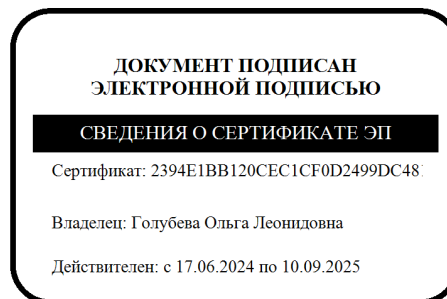 ДОКУМЕНТ ПОДПИСАН
ЭЛЕКТРОННОЙ ПОДПИСЬЮ
СВЕДЕНИЯ О СЕРТИФИКАТЕ ЭП
Сертификат: 2394E1BB120CEC1CF0D2499DC481
Владелец: Голубева Ольга Леонидовна
Действителен: с 17.06.2024 по 10.09.2025